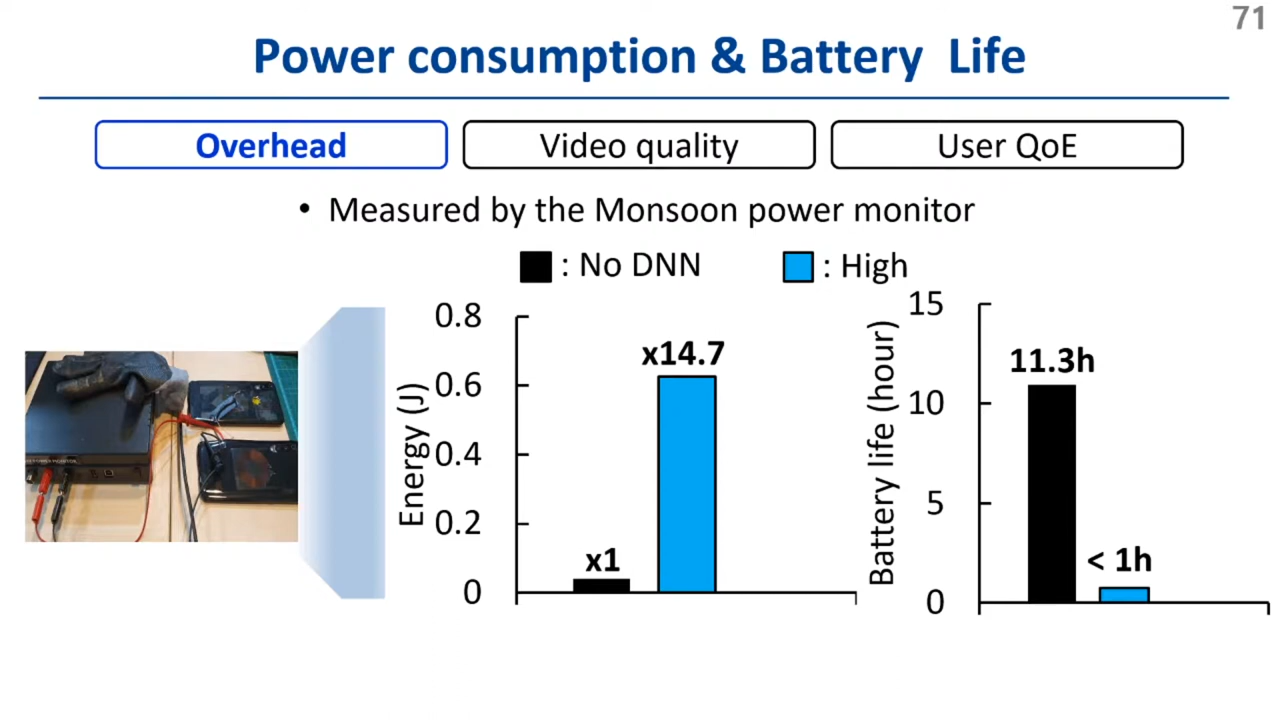 71
Power consumption & Battery Life
Overhead
Video quality
User QoE
• Measured by the Monsoon power monitor
: No DNN
: High
Energy (J)
0.8
0.6
0.4
0.2
0
x1
x14.7
Battery life (hour)
15
10
5
0
11.3h
< 1h